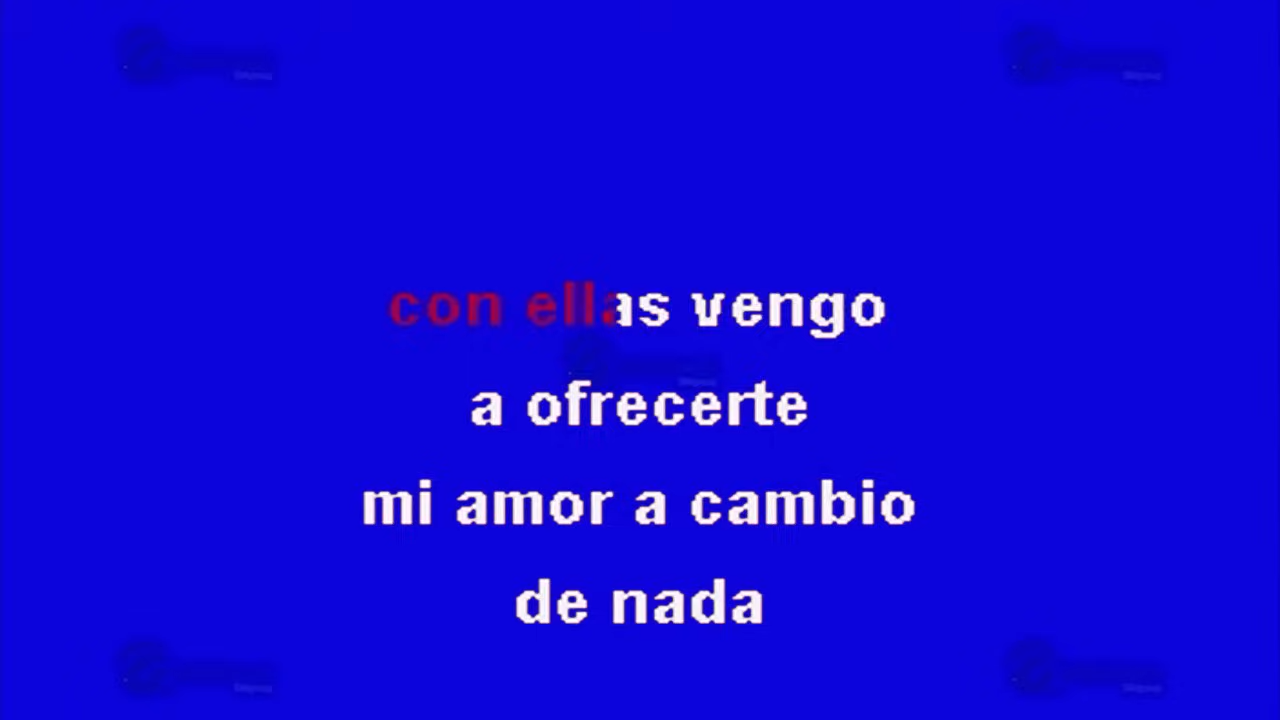 con ellas vengo
a ofrecerte
mi amor a cambio
de nada